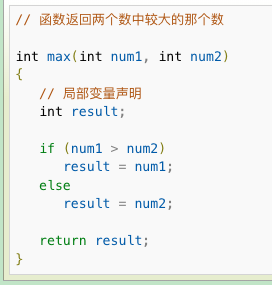 // 函数返回两个数中较大的那个数
int max(int num1, int num2)
{
// 局部变量声明
int result;
if (num1 > num2)
result = num1;
else
result = num2;
return result;
}